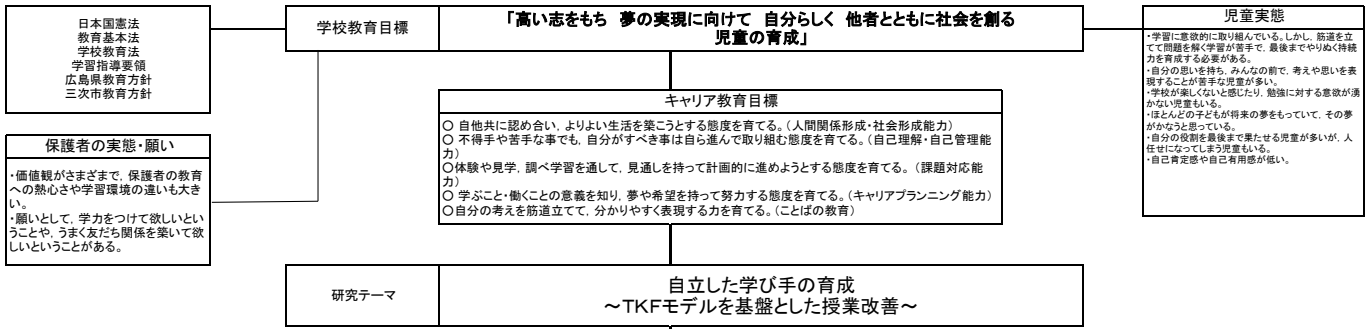 日本国憲法
教育基本法
学校教育法
学習指導要領
広島県教育方針
三次市教育方針
学校教育目標
「高い志をもち　夢の実現に向けて　自分らしく　他者とともに社会を創る
児童の育成」
児童実態
・学習に意欲的に取り組んでいる。しかし，筋道を立
てて問題を解く学習が苦手で，最後までやりぬく持続
力を育成する必要がある。
・自分の思いを持ち，みんなの前で，考えや思いを表
現することが苦手な児童が多い。
・学校が楽しくないと感じたり，勉強に対する意欲が湧
かない児童もいる。
・ほとんどの子どもが将来の夢をもっていて，その夢
がかなうと思っている。
・自分の役割を最後まで果たせる児童が多いが，人
任せになってしまう児童もいる。
・自己肯定感や自己有用感が低い。
キャリア教育目標
○ 自他共に認め合い，よりよい生活を築こうとする態度を育てる。（人間関係形成・社会形成能力）
○ 不得手や苦手な事でも，自分がすべき事は自ら進んで取り組む態度を育てる。（自己理解・自己管理能
力）
○体験や見学，調べ学習を通して，見通しを持って計画的に進めようとする態度を育てる。（課題対応能
力）
○ 学ぶこと・働くことの意義を知り，夢や希望を持って努力する態度を育てる。（キャリアプランニング能力）
○自分の考えを筋道立てて，分かりやすく表現する力を育てる。（ことばの教育）
保護者の実態・願い
・価値観がさまざまで，保護者の教育
への熱心さや学習環境の違いも大き
い。
・願いとして，学力をつけて欲しいとい
うことや，うまく友だち関係を築いて欲
しいということがある。
研究テーマ
自立した学び手の育成
～TKFモデルを基盤とした授業改善～